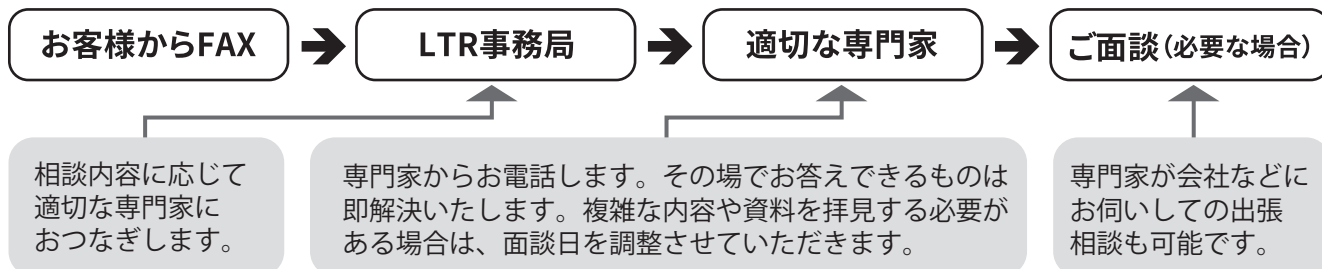 お客様からFAX
LTR事務局
適切な専門家
ご面談(必要な場合)
相談内容に応じて
適切な専門家に
おつなぎします。
専門家からお電話します。その場でお答えできるものは
即解決いたします。複雑な内容や資料を拝見する必要が
ある場合は、面談日を調整させていただきます。
専門家が会社などに
お伺いしての出張
相談も可能です。